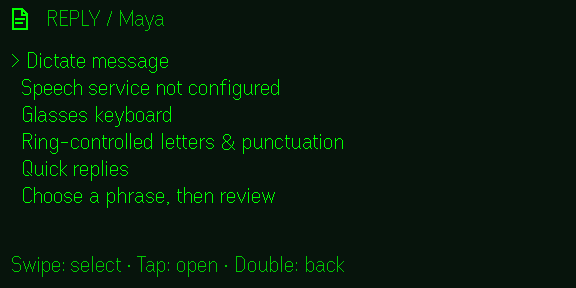 REPLY / Maya
> Dictate message
Speech service not configured
Glasses keyboard
Ring-controlled letters & punctuation
Quick replies
Choose a phrase, then review
Swipe: select · Tap: open · Double: back